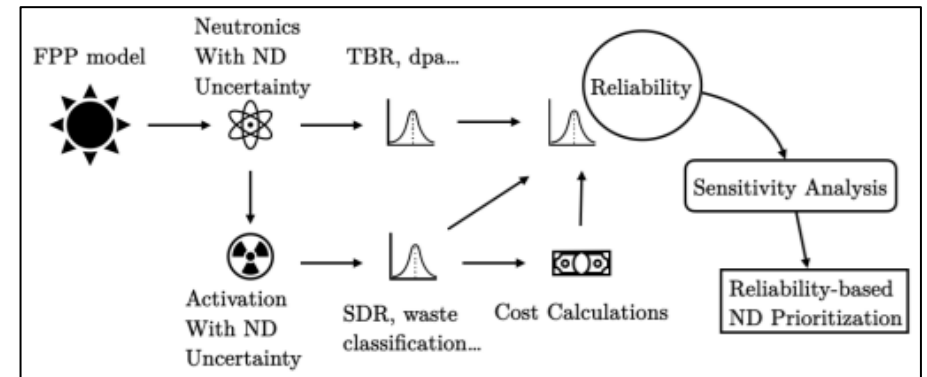 FPP model
Neutronics
With ND
Uncertainty
TBR, dpa...
Reliability
Sensitivity Analysis
Reliability-based
ND Prioritization
Activation
With ND
Uncertainty
SDR, waste
classification...
Cost Calculations